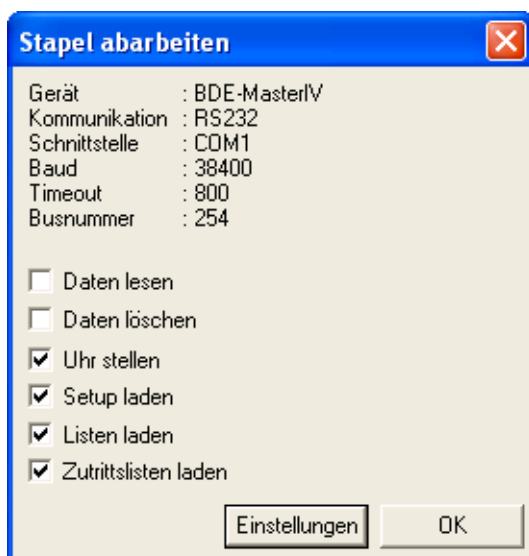 Stapel abarbeiten
Gerät : BDE-MasterIV
Kommunikation : RS232
Schnittstelle : COM1
Baud : 38400
Timeout : 800
Busnummer : 254
Daten lesen
Daten löschen
Uhr stellen
Setup laden
Listen laden
Zutrittslisten laden
Einstellungen OK